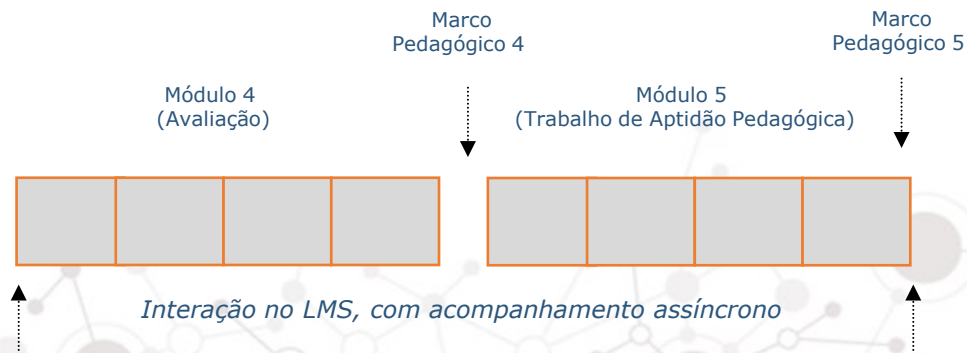 Marco
Pedagógico 4
Marco
Pedagógico 5
Módulo 4
(Avaliação)
Módulo 5
(Trabalho de Aptidão Pedagógica)
Interação no LMS, com acompanhamento assíncrono